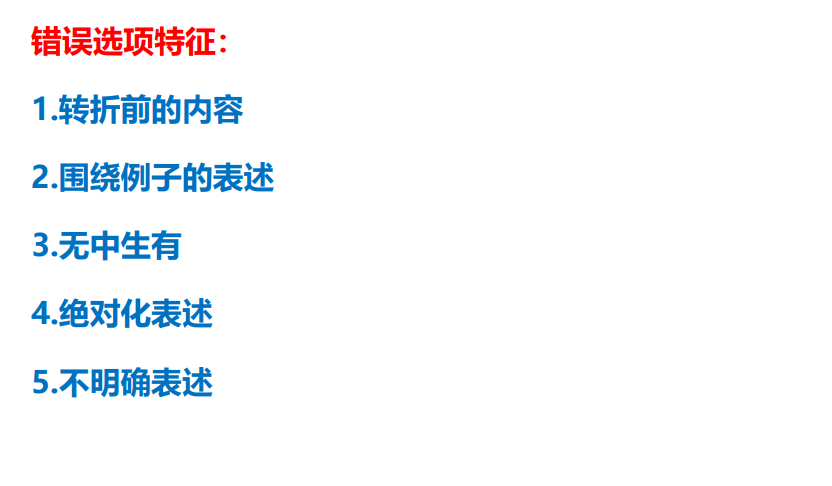 错误选项特征：
1.转折前的内容
2.围绕例子的表述
3.无中生有
4.绝对化表述
5.不明确表述